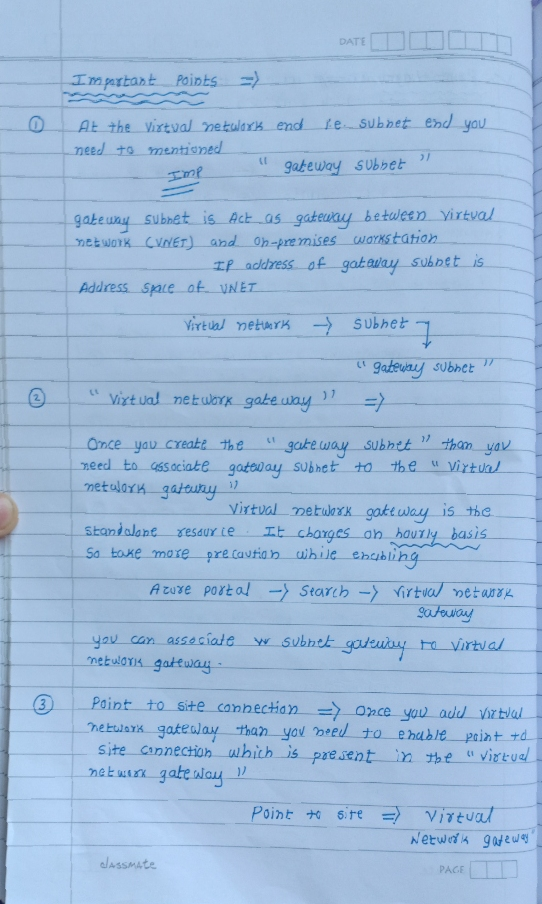 DATE
Important Points =>
① At the virtual network end i.e. subnet end you
need to mentioned
Imp " gateway subnet "
gateway subnet is Act as gateway between virtual
network (VNET) and on-premises workstation
IP address of gateway subnet is
Address space of VNET
Virtual network → subnet
" gateway subnet "
② " Virtual network gateway " =>
Once you create the " gateway subnet " than you
need to associate gateway subnet to the " virtual
network gateway "
Virtual network gateway is the
standalone resource. It charges on hourly basis
so take more precaution while enabling
Azure portal → Search → virtual network
gateway
you can associate subnet gateway to virtual
network gateway.
③ Point to site connection => Once you add virtual
network gateway than you need to enable point to
site connection which is present in the " virtual
network gateway "
Point to site => Virtual
Network gateway
classmate
PAGE